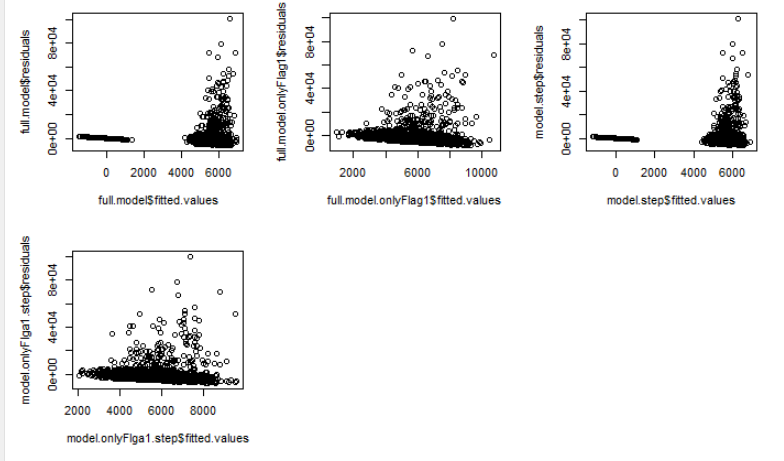 full.model$residuals
0e+00 4e+04 8e+04
0 2000 4000 6000
full.model$fitted.values
full.model.onlyFlag1$residuals
0e+00 4e+04 8e+04
2000 4000 6000 8000 10000
full.model.onlyFlag1$fitted.values
model.step$residuals
0e+00 4e+04 8e+04
0 2000 4000 6000
model.step$fitted.values
model.onlyFlga1.step$residuals
0e+00 4e+04 8e+04
2000 4000 6000 8000
model.onlyFlga1.step$fitted.values